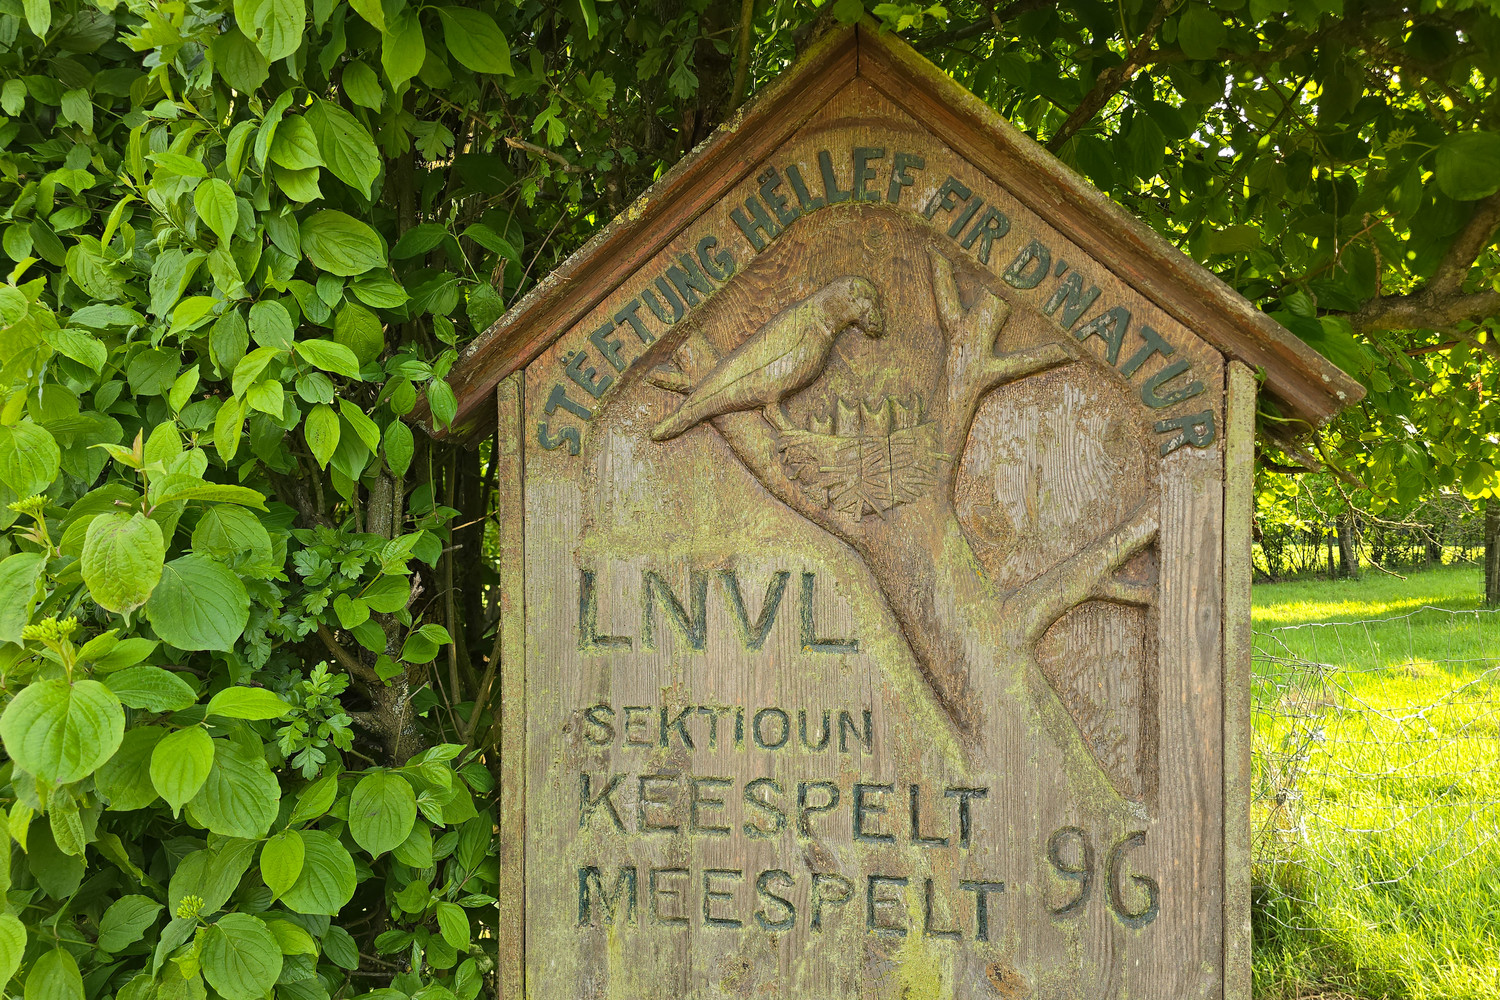 STËFTUNG HËLLEF FIR D'NATUR
LNVL
SEKTIOUN
KEESPELT
MEESPELT 96